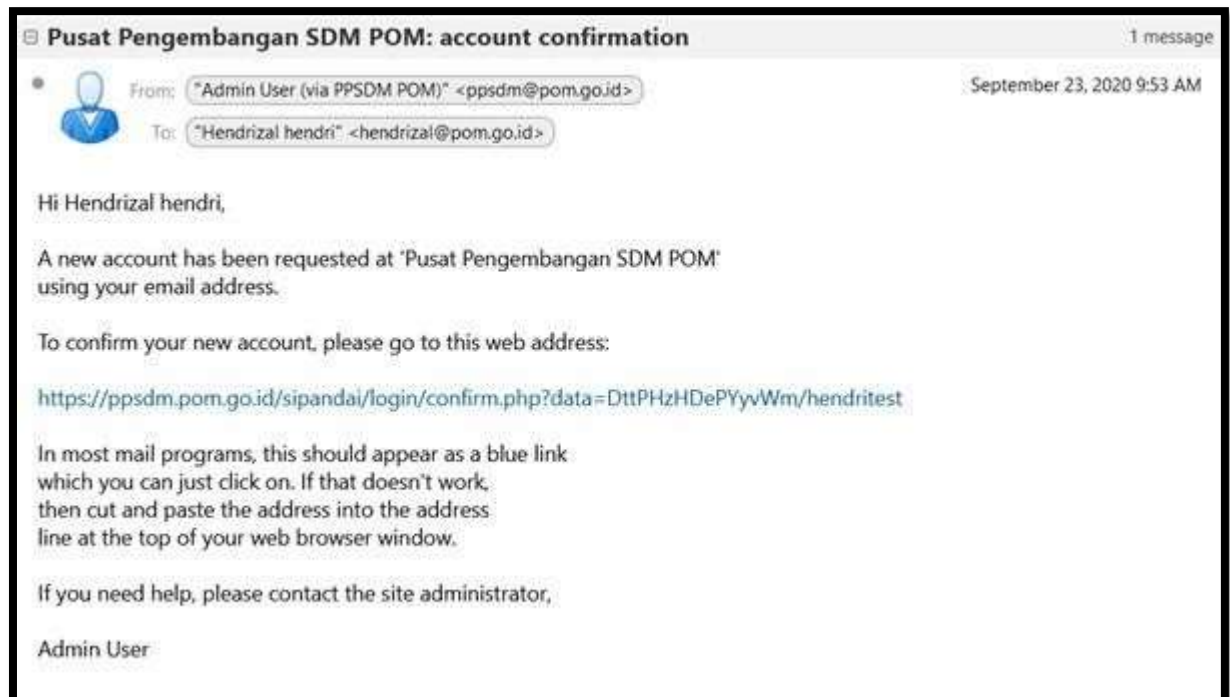 Pusat Pengembangan SDM POM: account confirmation
1 message
From: "Admin User (via PPSDM POM)" <ppsdm@pom.go.id>
September 23, 2020 9:53 AM
To: "Hendrizal hendri" <hendrizal@pom.go.id>
Hi Hendrizal hendri,
A new account has been requested at 'Pusat Pengembangan SDM POM'
using your email address.
To confirm your new account, please go to this web address:
https://ppsdm.pom.go.id/sipandai/login/confirm.php?data=DttPHzHDePYyvWm/hendritest
In most mail programs, this should appear as a blue link
which you can just click on. If that doesn't work,
then cut and paste the address into the address
line at the top of your web browser window.
If you need help, please contact the site administrator,
Admin User